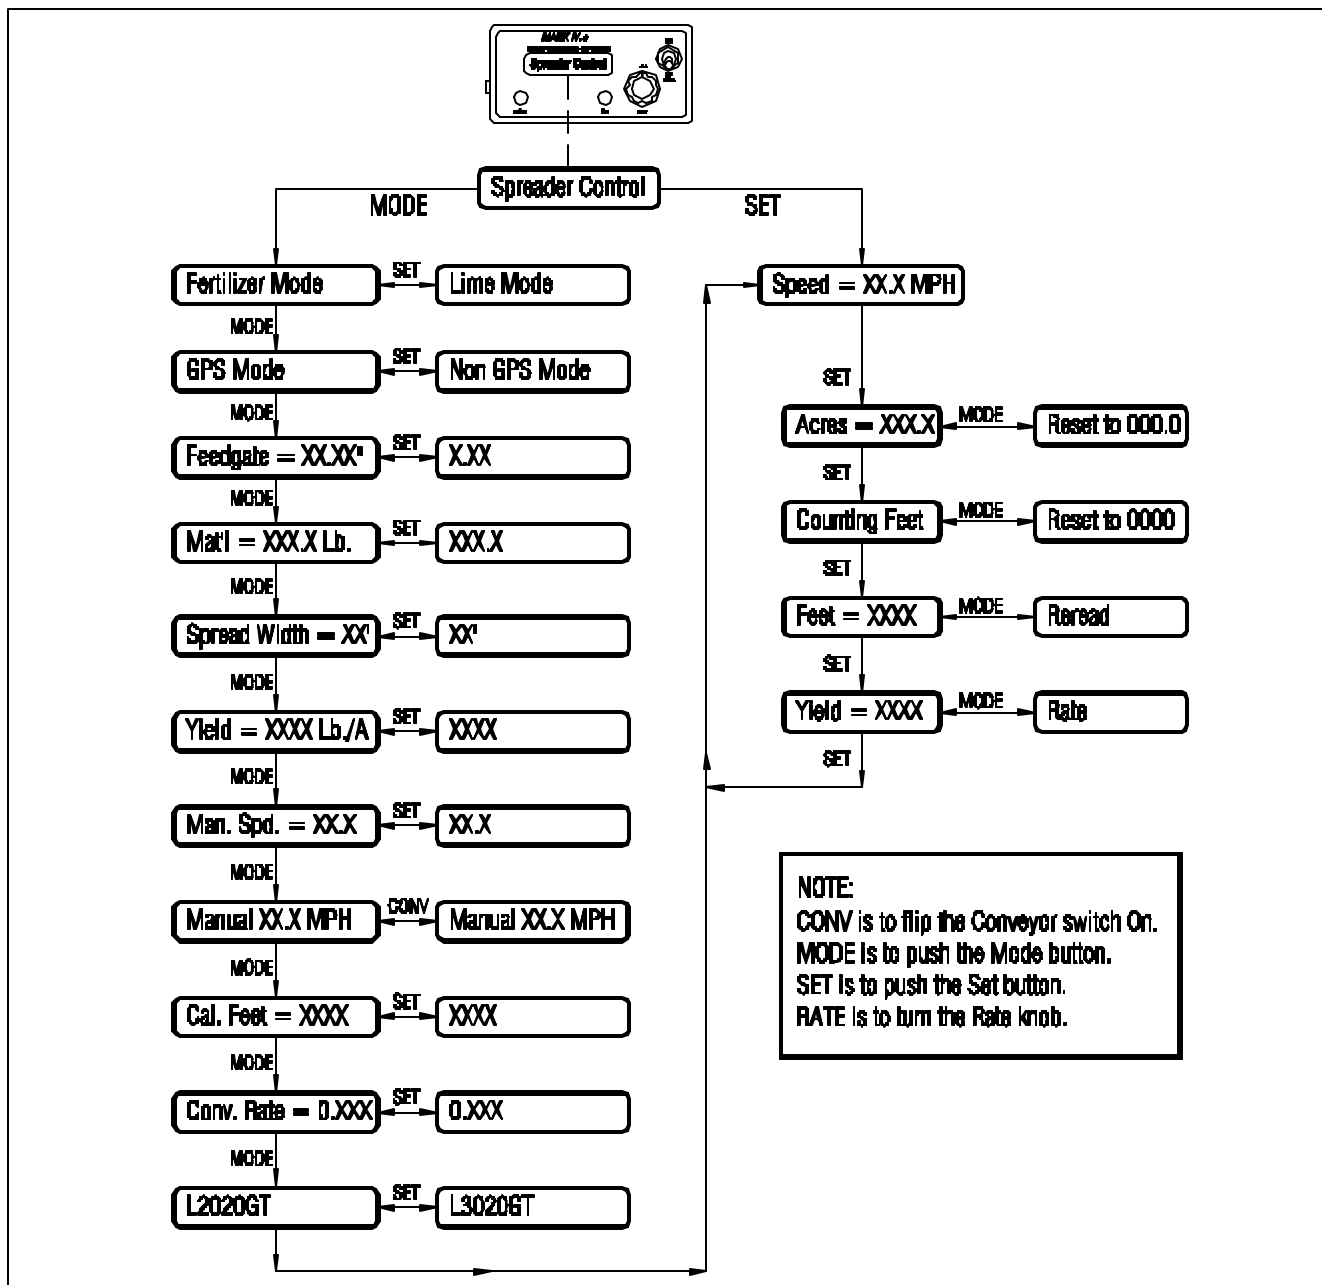 MARK IV.
Spreader Control
Spreader Control
MODE
SET
Fertilizer Mode
SET
Lime Mode
MODE
GPS Mode
SET
Non GPS Mode
MODE
Feedgate = XX.XX"
SET
X.XX
MODE
Mat'l = XXX.X Lb.
SET
XXX.X
MODE
Spread Width = XX'
SET
XX'
MODE
Yield = XXXX Lb./A
SET
XXXX
MODE
Man. Spd. = XX.X
SET
XX.X
MODE
Manual XX.X MPH
CONV
Manual XX.X MPH
MODE
Cal. Feet = XXXX
SET
XXXX
MODE
Conv. Rate = 0.XXX
SET
0.XXX
MODE
L2020GT
SET
L3020GT
Speed = XX.X MPH
SET
Acres = XXX.X
MODE
Reset to 000.0
SET
Counting Feet
MODE
Reset to 0000
SET
Feet = XXXX
MODE
Reread
SET
Yield = XXXX
MODE
Rate
SET
NOTE:
CONV is to flip the Conveyor switch On.
MODE is to push the Mode button.
SET is to push the Set button.
RATE is to turn the Rate knob.